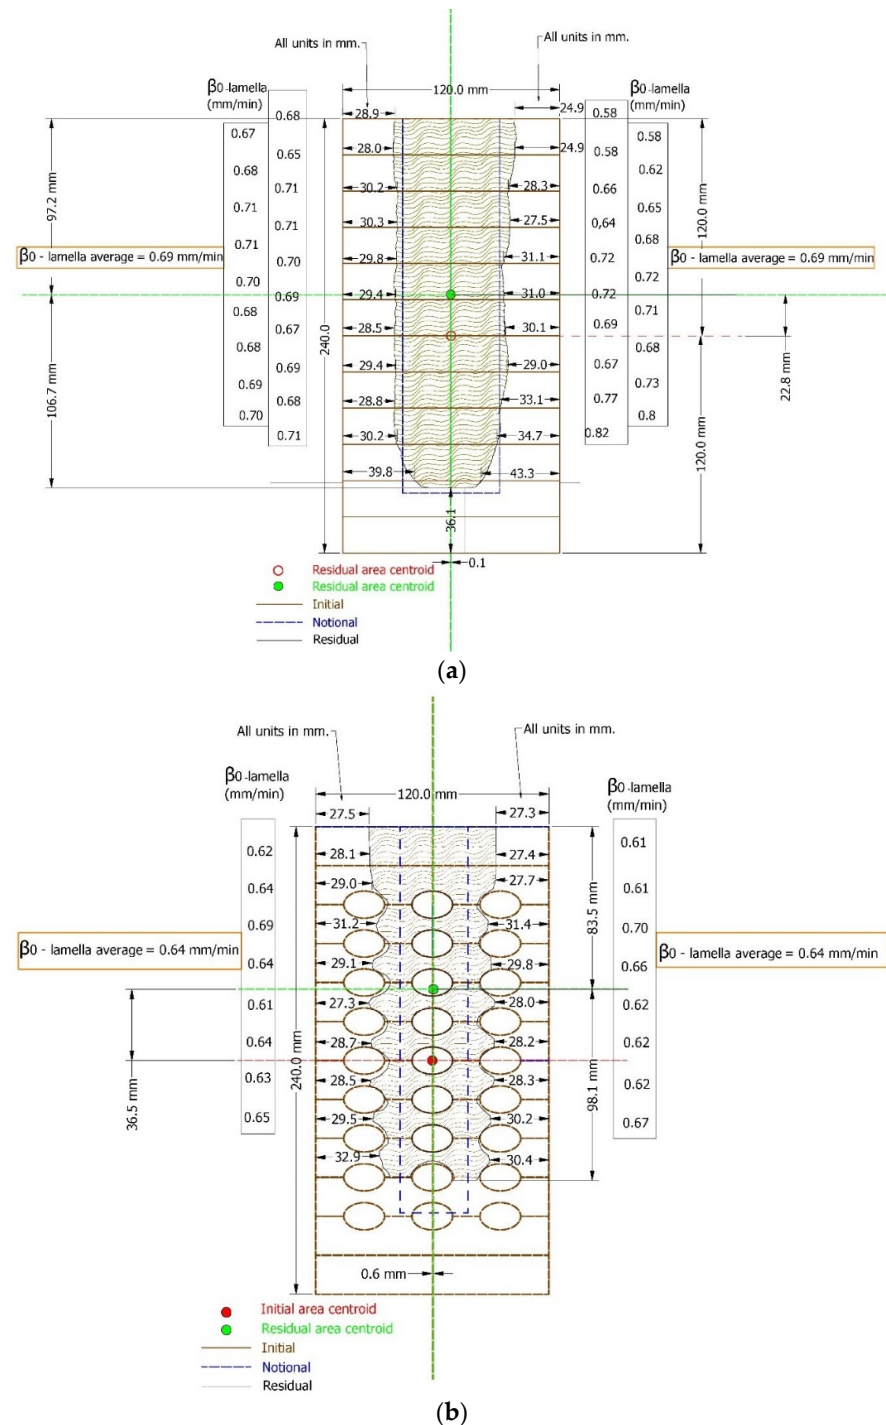 All units in mm.
All units in mm.
β0-lamella
(mm/min)
120.0 mm
β0-lamella
(mm/min)
28.9
24.9
0.68
0.58
0.67
0.58
28.0
24.9
0.65
0.58
0.68
0.62
30.2
28.3
0.71
0.66
0.71
0.65
30.3
27.5
0.71
0,64
97.2 mm
120.0 mm
0.71
0.68
β0 - lamella average = 0.69 mm/min
29.8
31.1
0.70
0.72
β0 - lamella average = 0.69 mm/min
0.70
0.72
29.4
31.0
0.69
0.72
0.68
0.71
28.5
30.1
0.67
0.69
240.0
22.8 mm
0.68
0.68
29.4
29.0
0.69
0.67
106.7 mm
0.69
0.73
28.8
33.1
0.68
0.77
0.70
0.8
30.2
34.7
0.71
0.82
120.0 mm
39.8
43.3
36.1
0.1
Residual area centroid
Residual area centroid
Initial
Notional
Residual
(a)
All units in mm.
All units in mm.
β0-lamella
(mm/min)
120.0 mm
β0-lamella
(mm/min)
27.5
27.3
0.62
0.61
28.1
27.4
0.64
0.61
29.0
27.7
0.69
0.70
31.2
31.4
83.5 mm
β0 - lamella average = 0.64 mm/min
0.64
0.66
β0 - lamella average = 0.64 mm/min
29.1
29.8
0.61
0.62
27.3
28.0
0.64
0.62
28.7
28.2
36.5 mm
240.0 mm
98.1 mm
0.63
0.62
28.5
28.3
0.65
0.67
29.5
30.2
32.9
30.4
0.6 mm
Initial area centroid
Residual area centroid
Initial
Notional
Residual
(b)